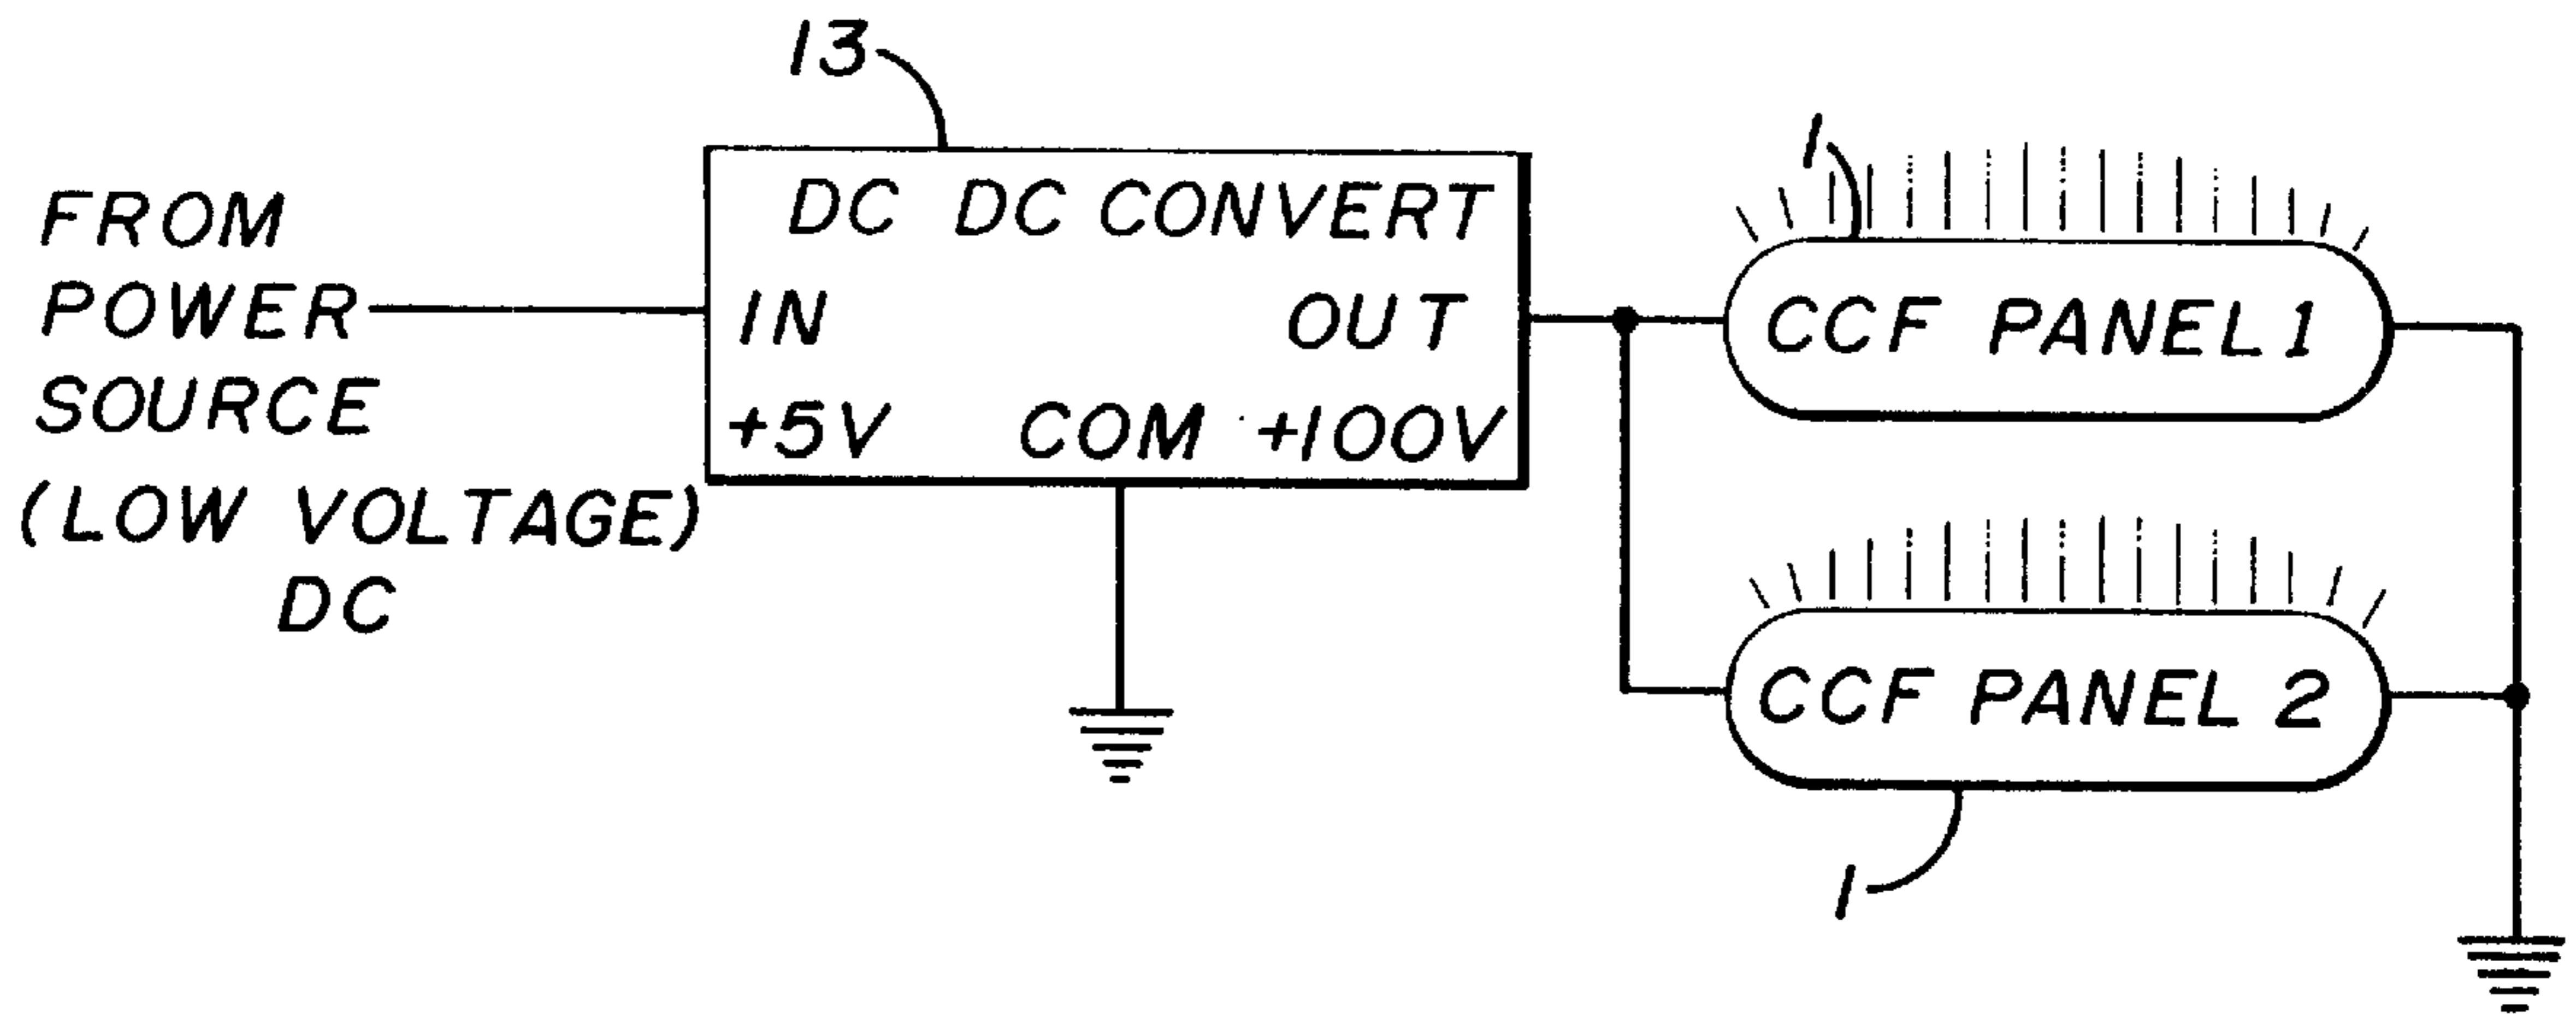 13
FROM
POWER
SOURCE
(LOW VOLTAGE)
DC
DC DC CONVERT
IN OUT
+5V COM +100V
1
CCF PANEL 1
CCF PANEL 2
1